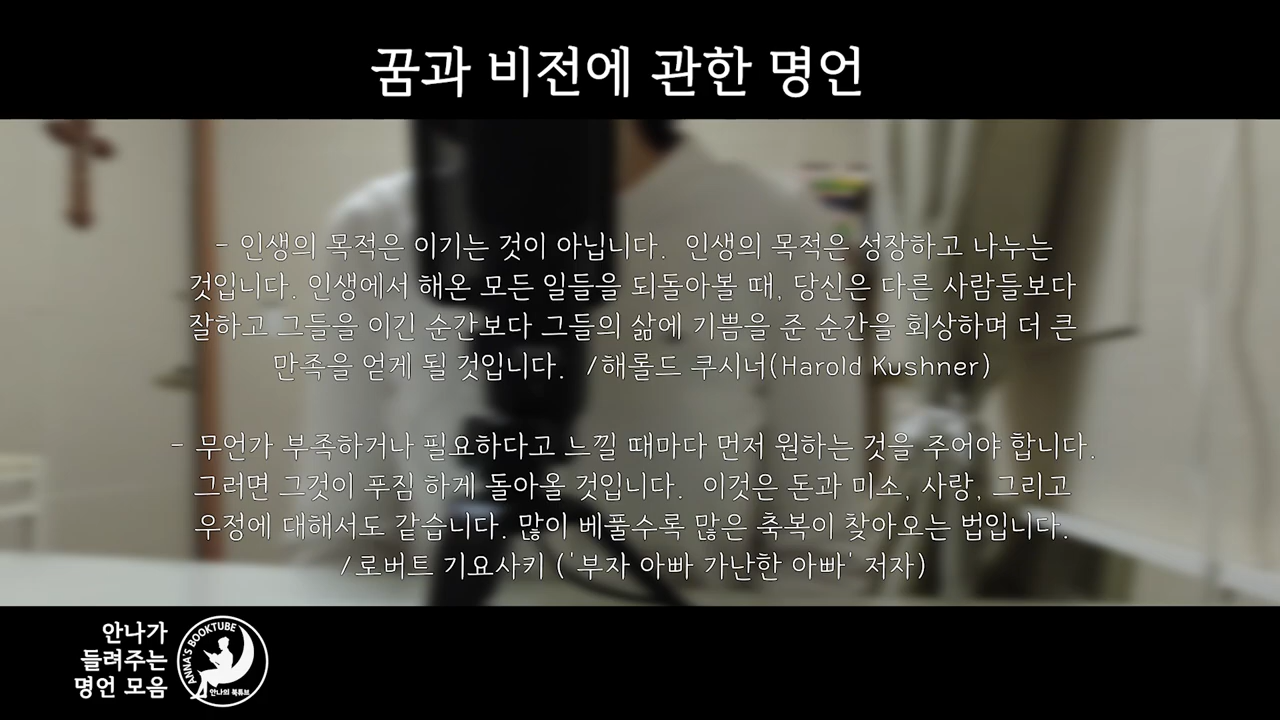 꿈과 비전에 관한 명언
- 인생의 목적은 이기는 것이 아닙니다. 인생의 목적은 성장하고 나누는
것입니다. 인생에서 해온 모든 일들을 되돌아볼 때, 당신은 다른 사람들보다
잘하고 그들을 이긴 순간보다 그들의 삶에 기쁨을 준 순간을 회상하며 더 큰
만족을 얻게 될 것입니다. /해롤드 쿠시너(Harold Kushner)
- 무언가 부족하거나 필요하다고 느낄 때마다 먼저 원하는 것을 주어야 합니다.
그러면 그것이 푸짐 하게 돌아올 것입니다. 이것은 돈과 미소, 사랑, 그리고
우정에 대해서도 같습니다. 많이 베풀수록 많은 축복이 찾아오는 법입니다.
/로버트 기요사키 ('부자 아빠 가난한 아빠' 저자)
안나가
들려주는
명언 모음
ANNA'S BOOKTUBE
안나의 북튜브